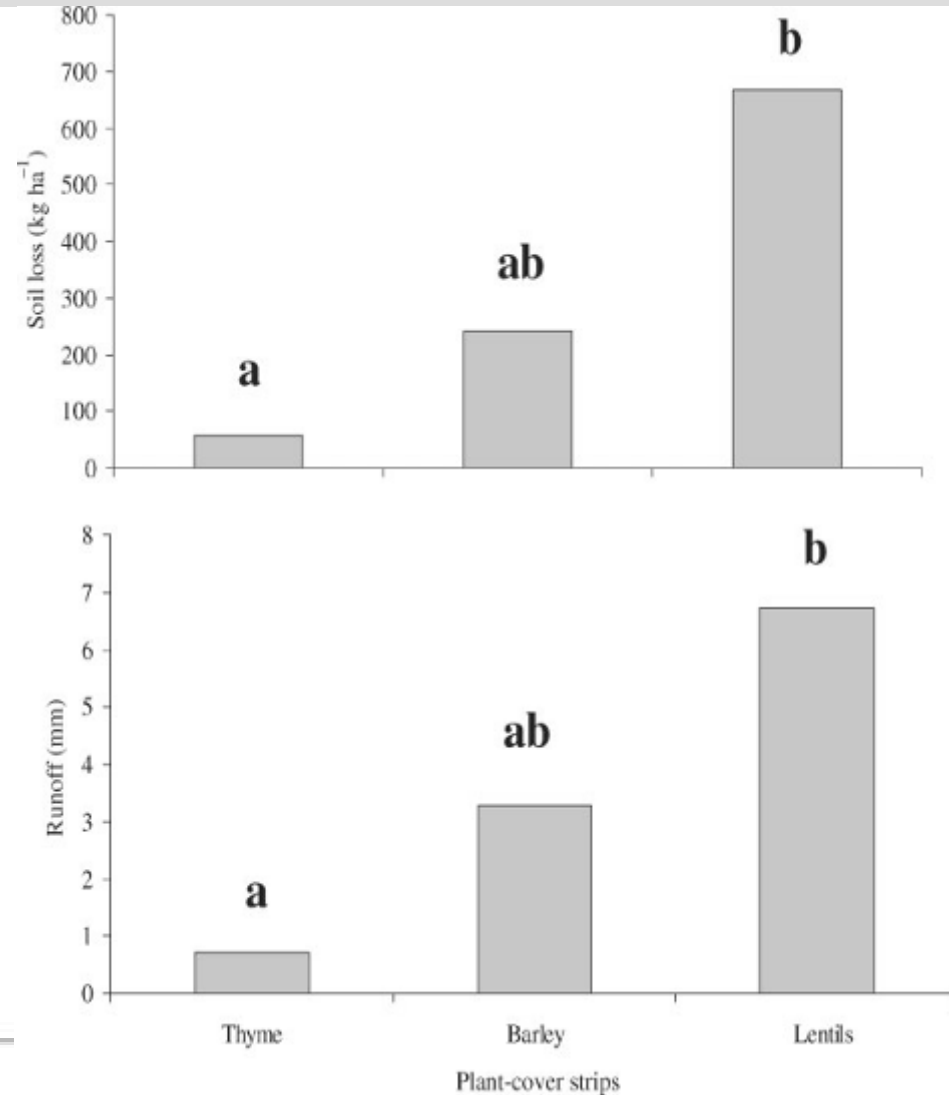 800
700
600
500
400
300
200
100
0
Soil loss (kg ha⁻¹)
a
ab
b
8
7
6
5
4
3
2
1
0
Runoff (mm)
a
ab
b
Thyme Barley Lentils
Plant-cover strips